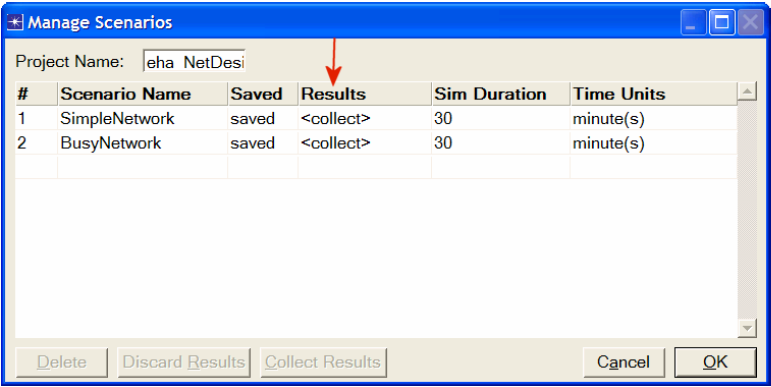 Manage Scenarios
Project Name: eha_NetDesi
# Scenario Name Saved Results Sim Duration Time Units
1 SimpleNetwork saved <collect> 30 minute(s)
2 BusyNetwork saved <collect> 30 minute(s)
Delete Discard Results Collect Results Cancel OK